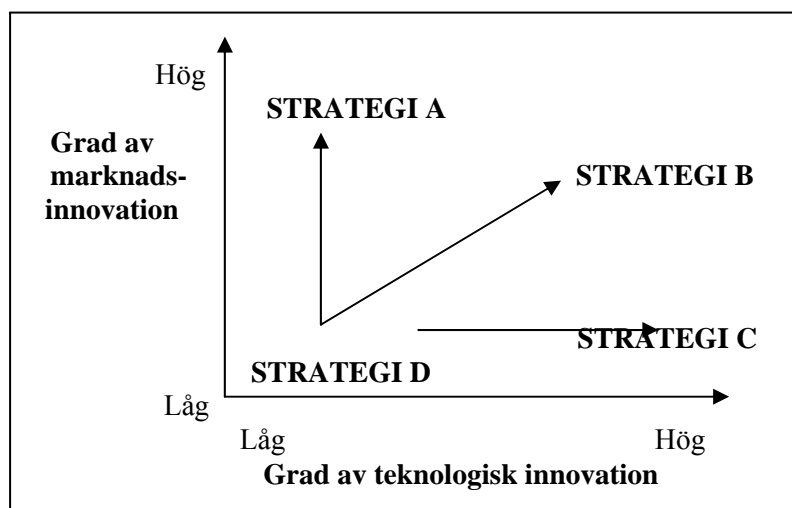 Hög
STRATEGI A
Grad av
marknads-
innovation
STRATEGI B
STRATEGI C
STRATEGI D
Låg
Låg
Hög
Grad av teknologisk innovation